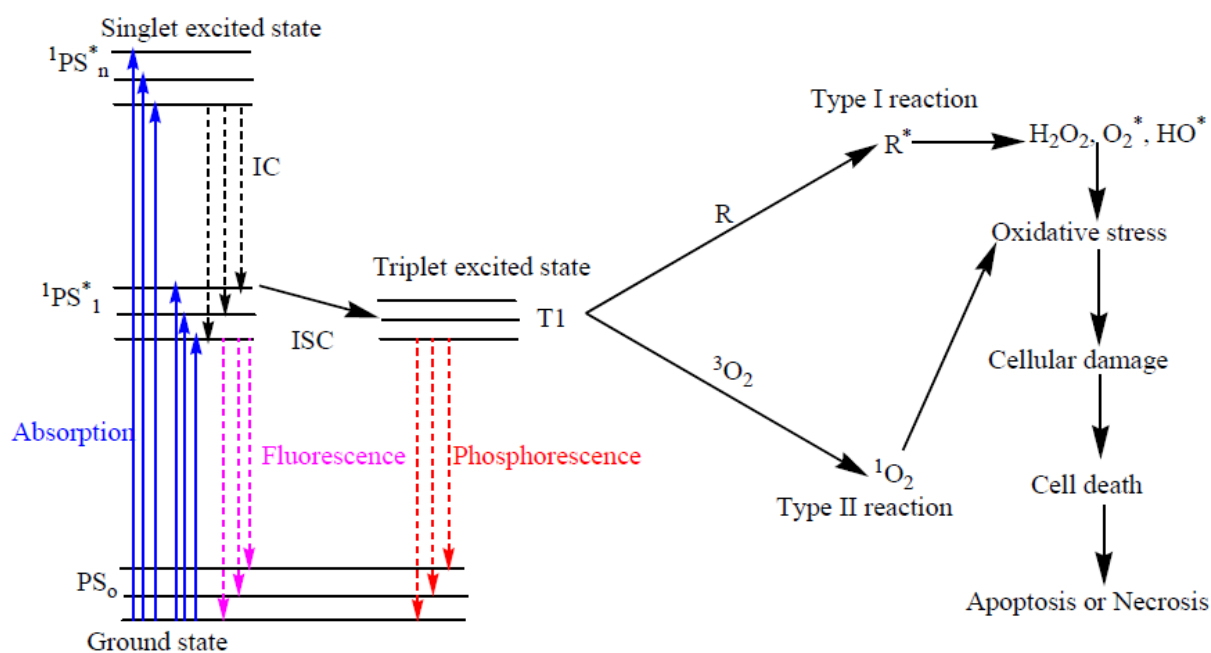 Singlet excited state
¹PS*ₙ
IC
¹PS*₁
ISC
Absorption
Fluorescence
Phosphorescence
PSₒ
Ground state
Triplet excited state
T1
R
³O₂
Type I reaction
R*
H₂O₂, O₂*, HO*
Oxidative stress
¹O₂
Type II reaction
Cellular damage
Cell death
Apoptosis or Necrosis